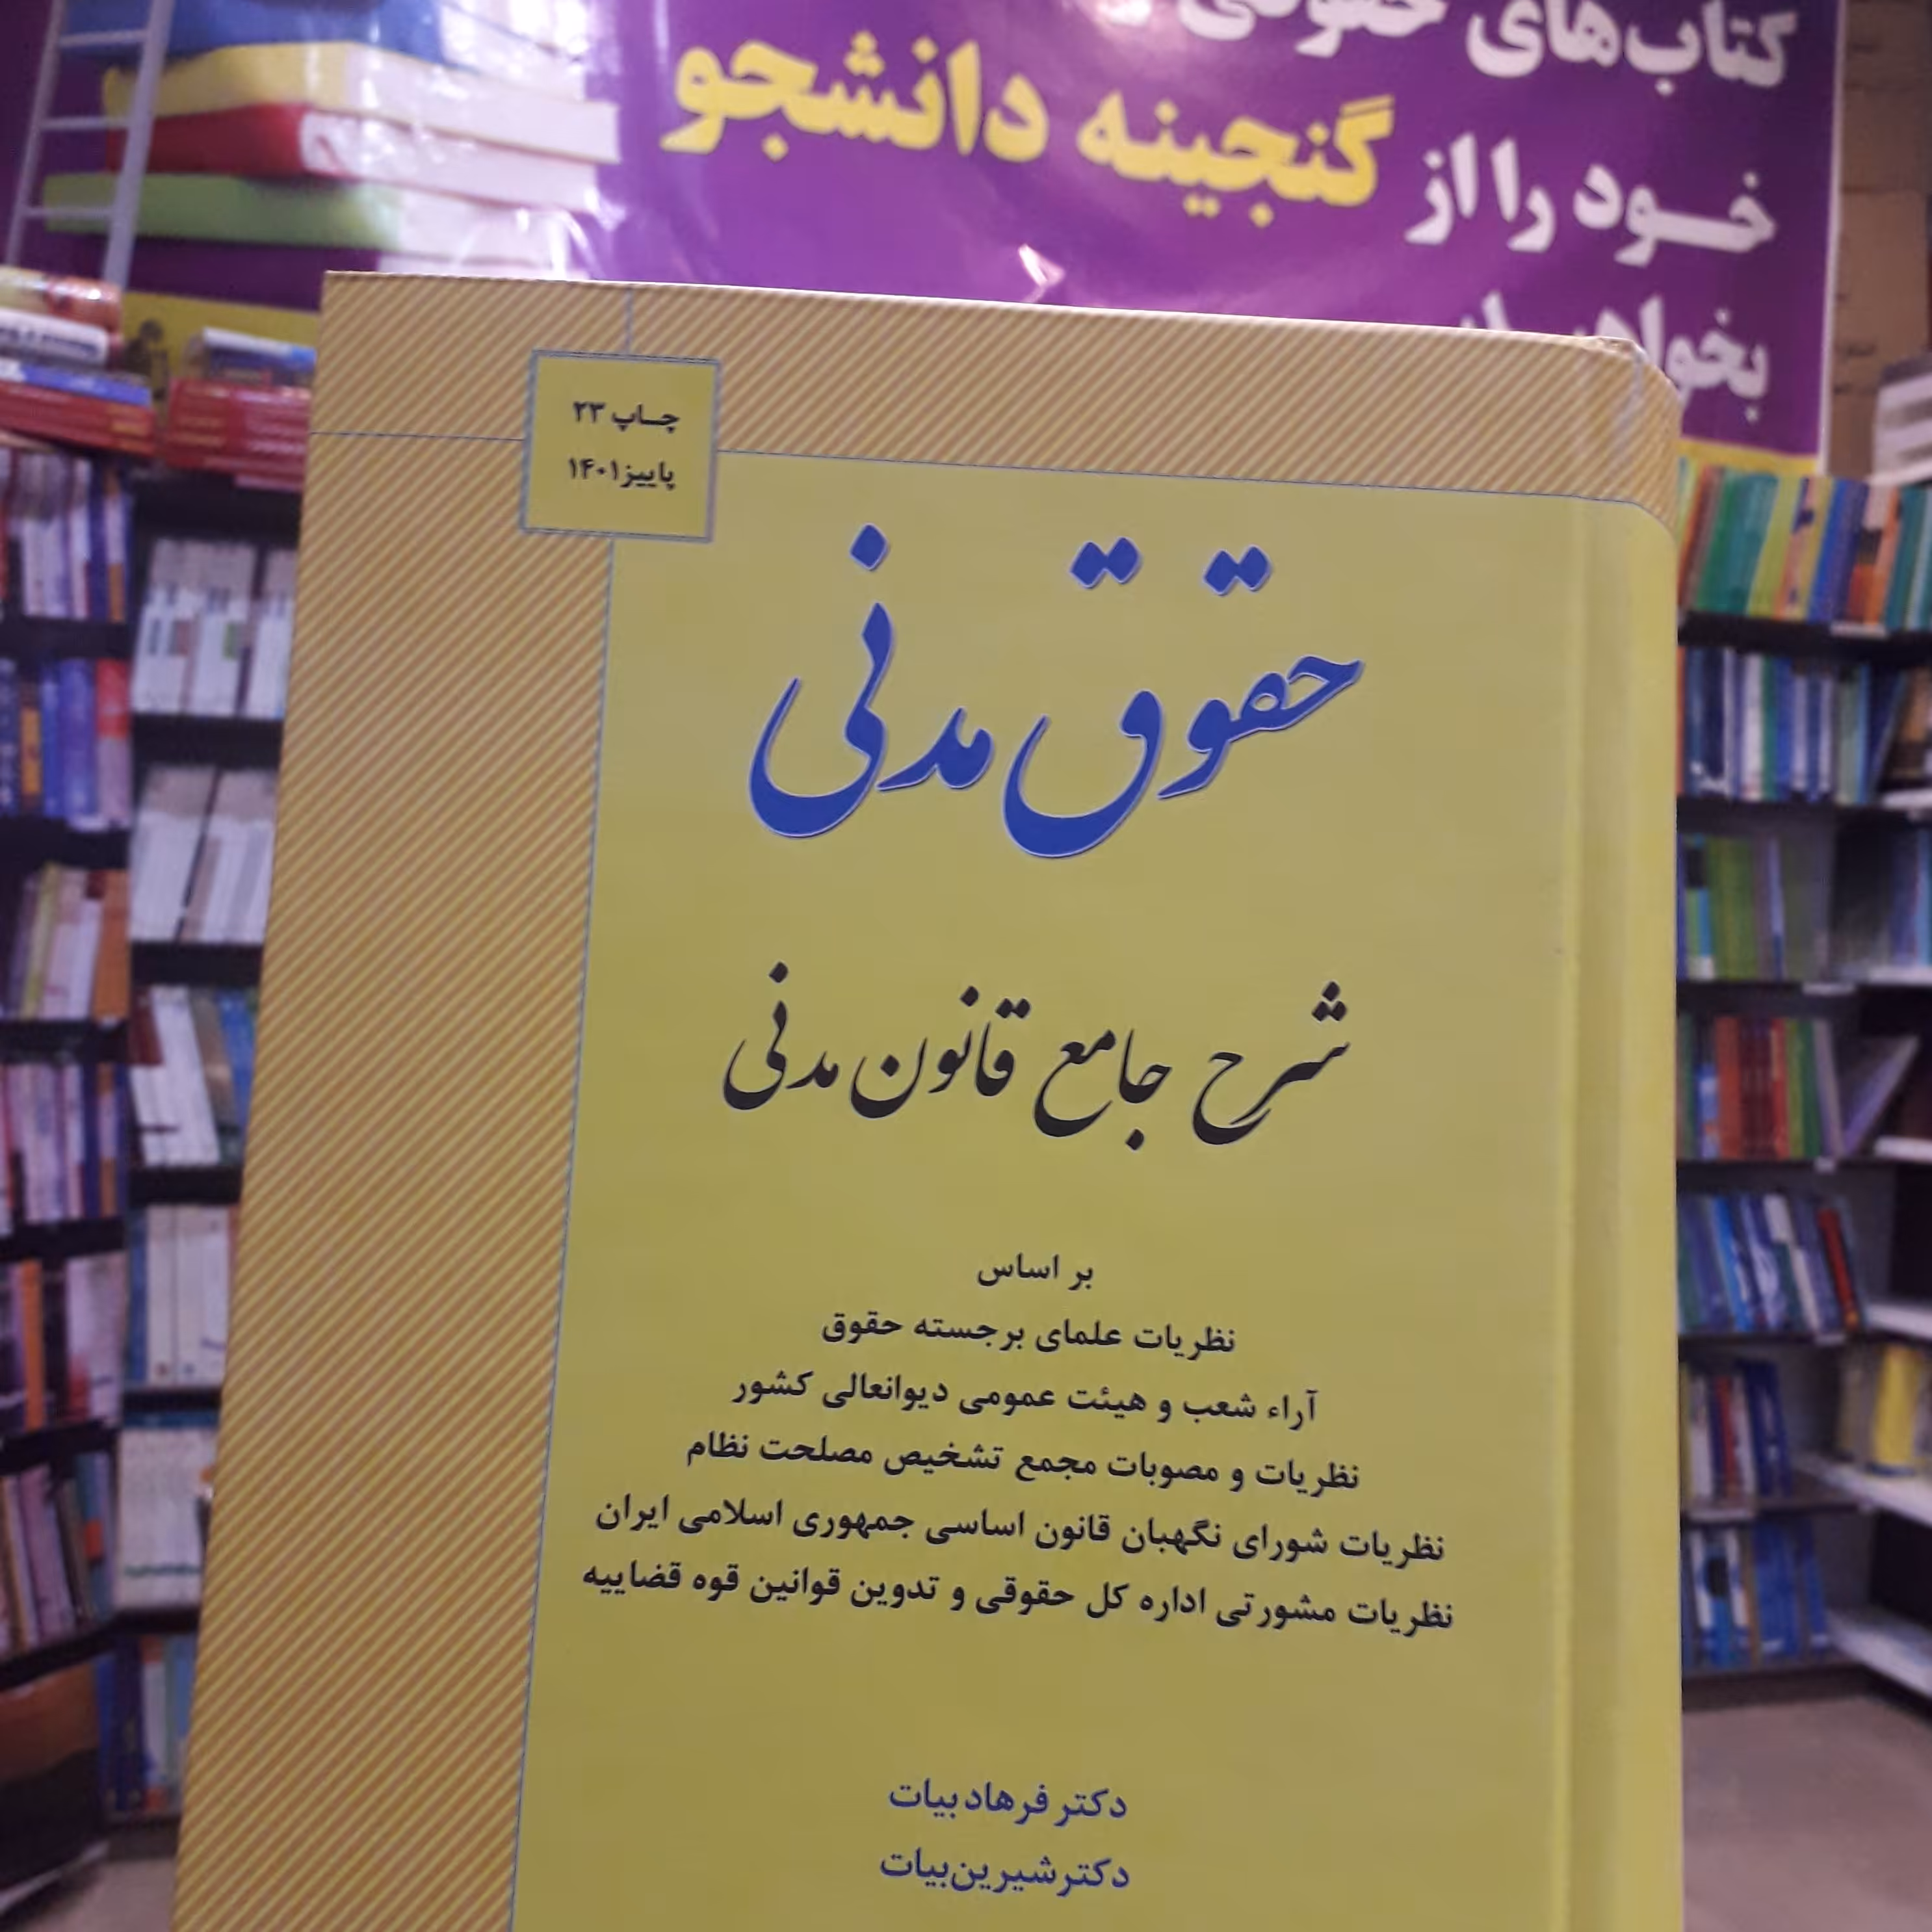 کتاب‌های حقوقی
خود را از گنجینه دانشجو
چاپ ۲۳
پاییز ۱۴۰۱
حقوق مدنی
شرح جامع قانون مدنی
بر اساس
نظریات علمای برجسته حقوق
آراء شعب و هیئت عمومی دیوانعالی کشور
نظریات و مصوبات مجمع تشخیص مصلحت نظام
نظریات شورای نگهبان قانون اساسی جمهوری اسلامی ایران
نظریات مشورتی اداره کل حقوقی و تدوین قوانین قوه قضاییه
دکتر فرهاد بیات
دکتر شیرین بیات